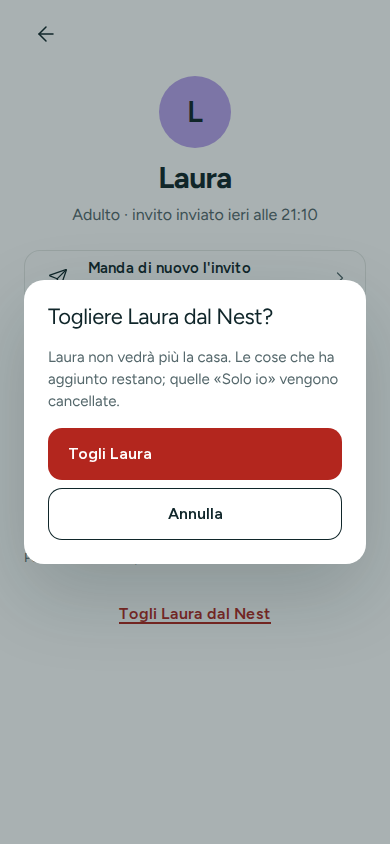 L
Laura
Adulto · invito inviato ieri alle 21:10
Manda di nuovo l'invito
Togliere Laura dal Nest?
Laura non vedrà più la casa. Le cose che ha
aggiunto restano; quelle «Solo io» vengono
cancellate.
Togli Laura
Annulla
Togli Laura dal Nest